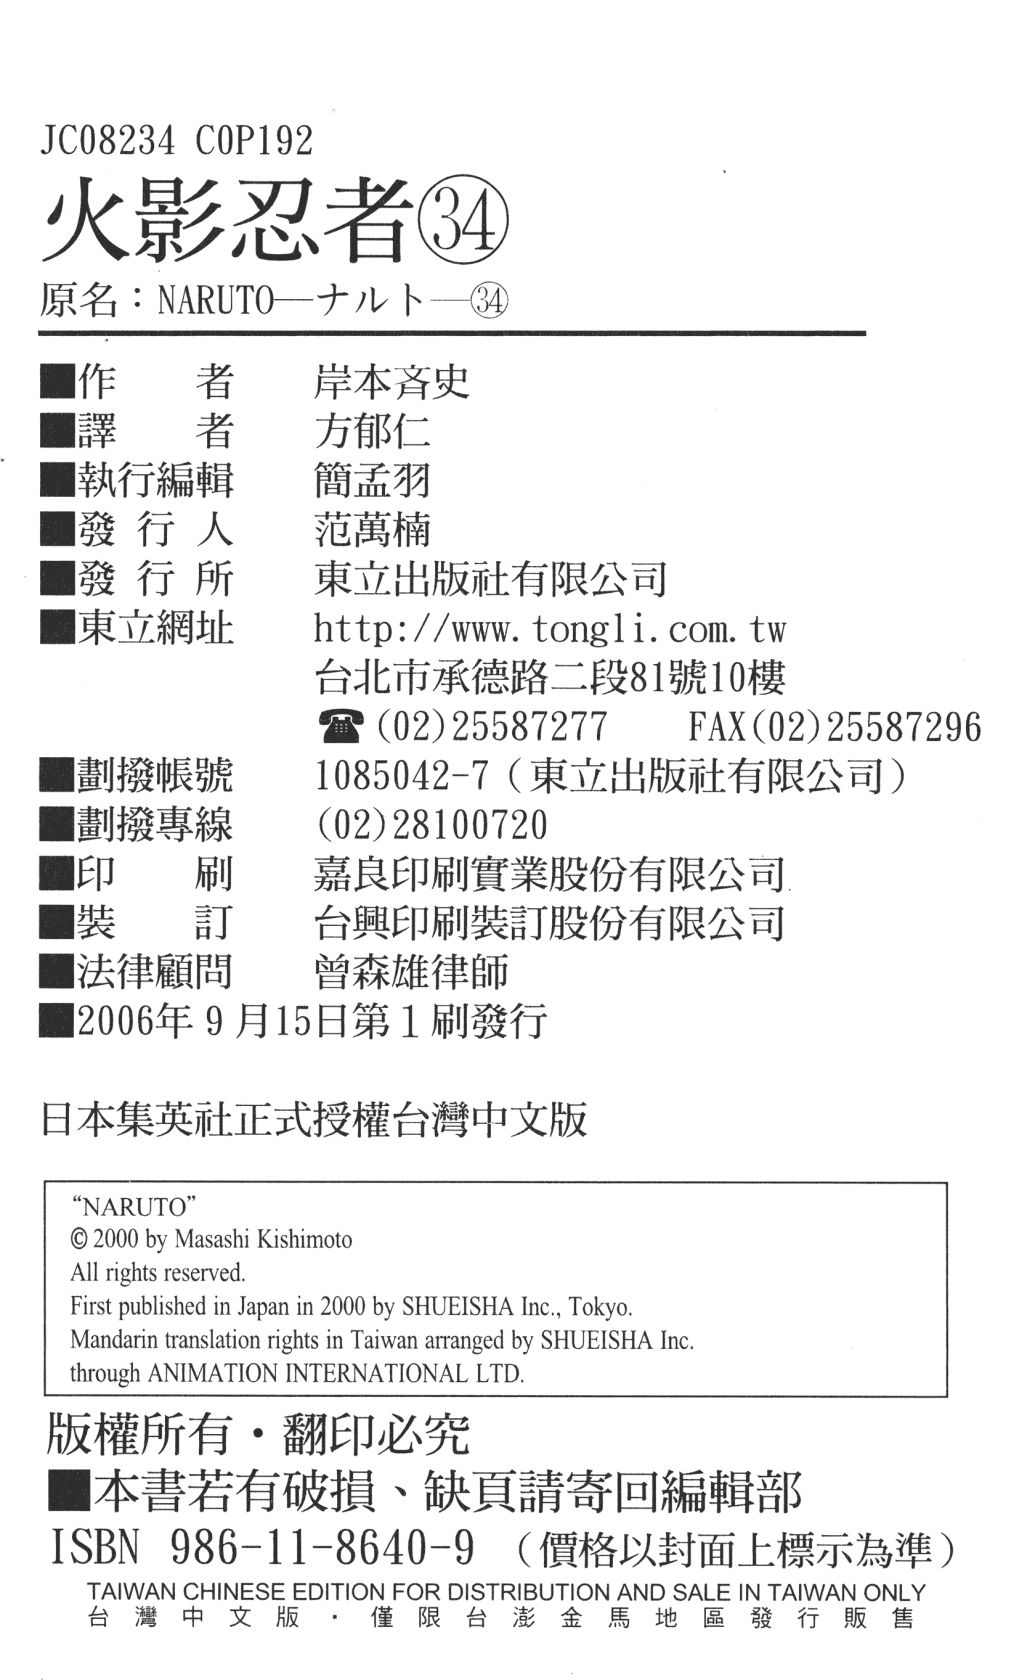 JC08234 C0P192
火影忍者㉞
原名：NARUTO—ナルト—㉞
■作　　者　岸本斉史
■譯　　者　方郁仁
■執行編輯　簡孟羽
■發 行 人　范萬楠
■發 行 所　東立出版社有限公司
■東立網址　http://www.tongli.com.tw
台北市承德路二段81號10樓
☎(02)25587277　FAX(02)25587296
■劃撥帳號　1085042-7（東立出版社有限公司）
■劃撥專線　(02)28100720
■印　　刷　嘉良印刷實業股份有限公司
■裝　　訂　台興印刷裝訂股份有限公司
■法律顧問　曾森雄律師
■2006年９月15日第１刷發行
日本集英社正式授權台灣中文版
“NARUTO”
© 2000 by Masashi Kishimoto
All rights reserved.
First published in Japan in 2000 by SHUEISHA Inc., Tokyo.
Mandarin translation rights in Taiwan arranged by SHUEISHA Inc.
through ANIMATION INTERNATIONAL LTD.
版權所有・翻印必究
■本書若有破損、缺頁請寄回編輯部
ISBN 986-11-8640-9 （價格以封面上標示為準）
TAIWAN CHINESE EDITION FOR DISTRIBUTION AND SALE IN TAIWAN ONLY
台灣中文版・僅限台澎金馬地區發行販售